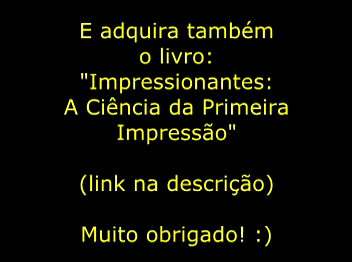 E adquira também
o livro:
"Impressionantes:
A Ciência da Primeira
Impressão"
(link na descrição)
Muito obrigado! :)